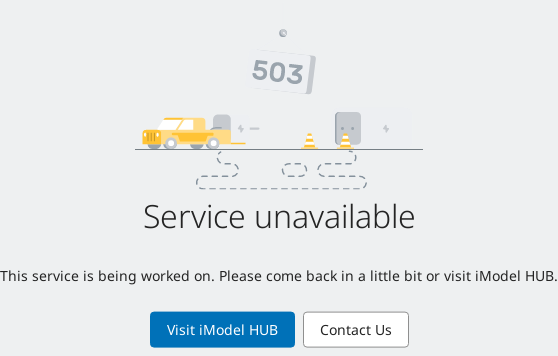 503
Service unavailable
This service is being worked on. Please come back in a little bit or visit iModel HUB.
Visit iModel HUB
Contact Us